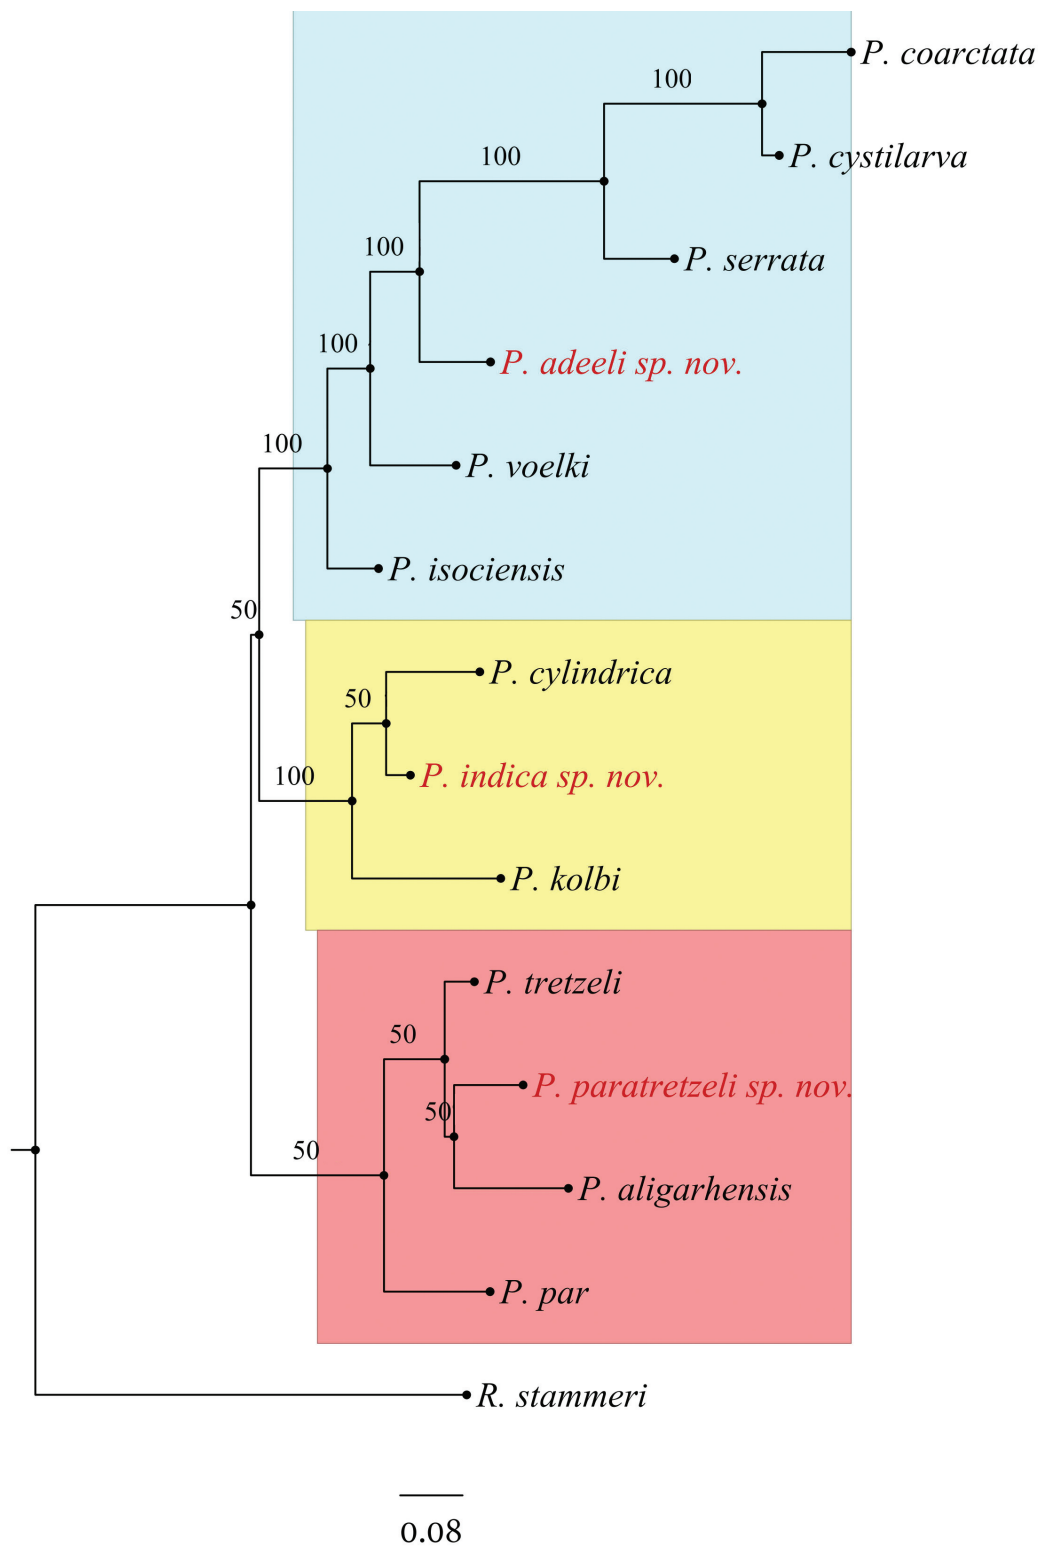 P. coarctata
100
P. cystilarva
100
100
P. serrata
100
P. adeeli sp. nov.
100
P. voelki
P. isociensis
50
P. cylindrica
50
100
P. indica sp. nov.
P. kolbi
P. tretzeli
50
P. paratretzeli sp. nov.
50
50
P. aligarhensis
P. par
R. stammeri
0.08